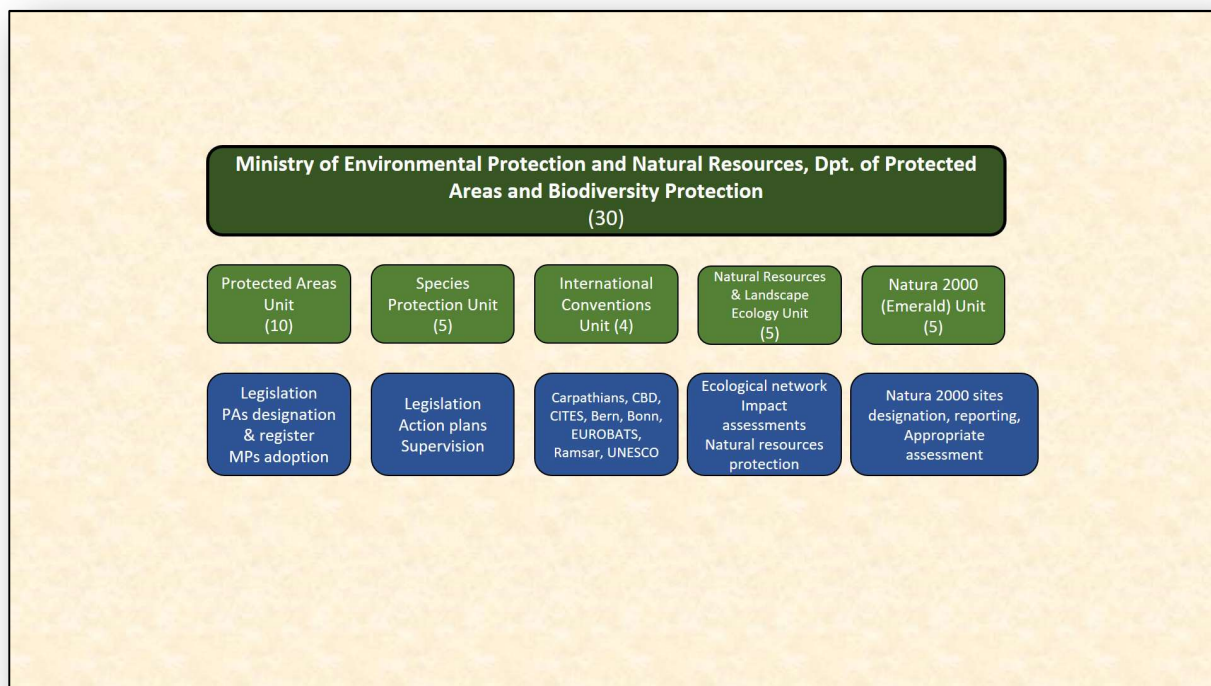 Ministry of Environmental Protection and Natural Resources, Dpt. of Protected
Areas and Biodiversity Protection
(30)
Protected Areas
Unit
(10)
Species
Protection Unit
(5)
International
Conventions
Unit (4)
Natural Resources
& Landscape
Ecology Unit
(5)
Natura 2000
(Emerald) Unit
(5)
Legislation
PAs designation
& register
MPs adoption
Legislation
Action plans
Supervision
Carpathians, CBD,
CITES, Bern, Bonn,
EUROBATS,
Ramsar, UNESCO
Ecological network
Impact
assessments
Natural resources
protection
Natura 2000 sites
designation, reporting,
Appropriate
assessment